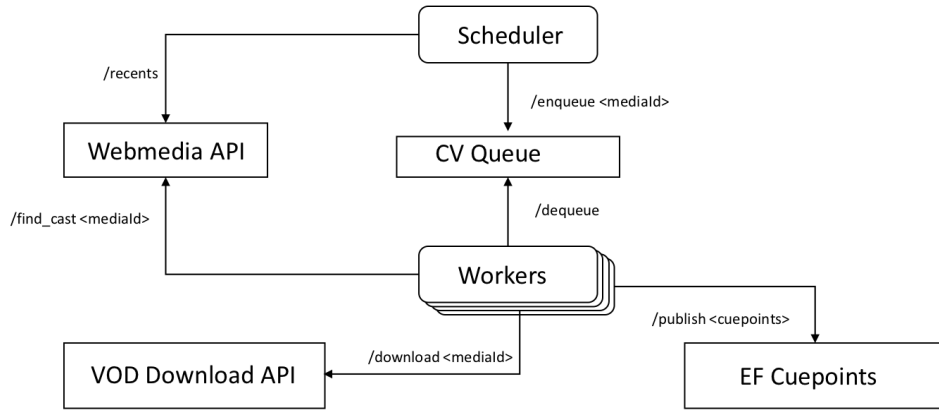 Scheduler
/recents
/enqueue <mediaId>
Webmedia API
CV Queue
/find_cast <mediaId>
/dequeue
Workers
/publish <cuepoints>
/download <mediaId>
VOD Download API
EF Cuepoints